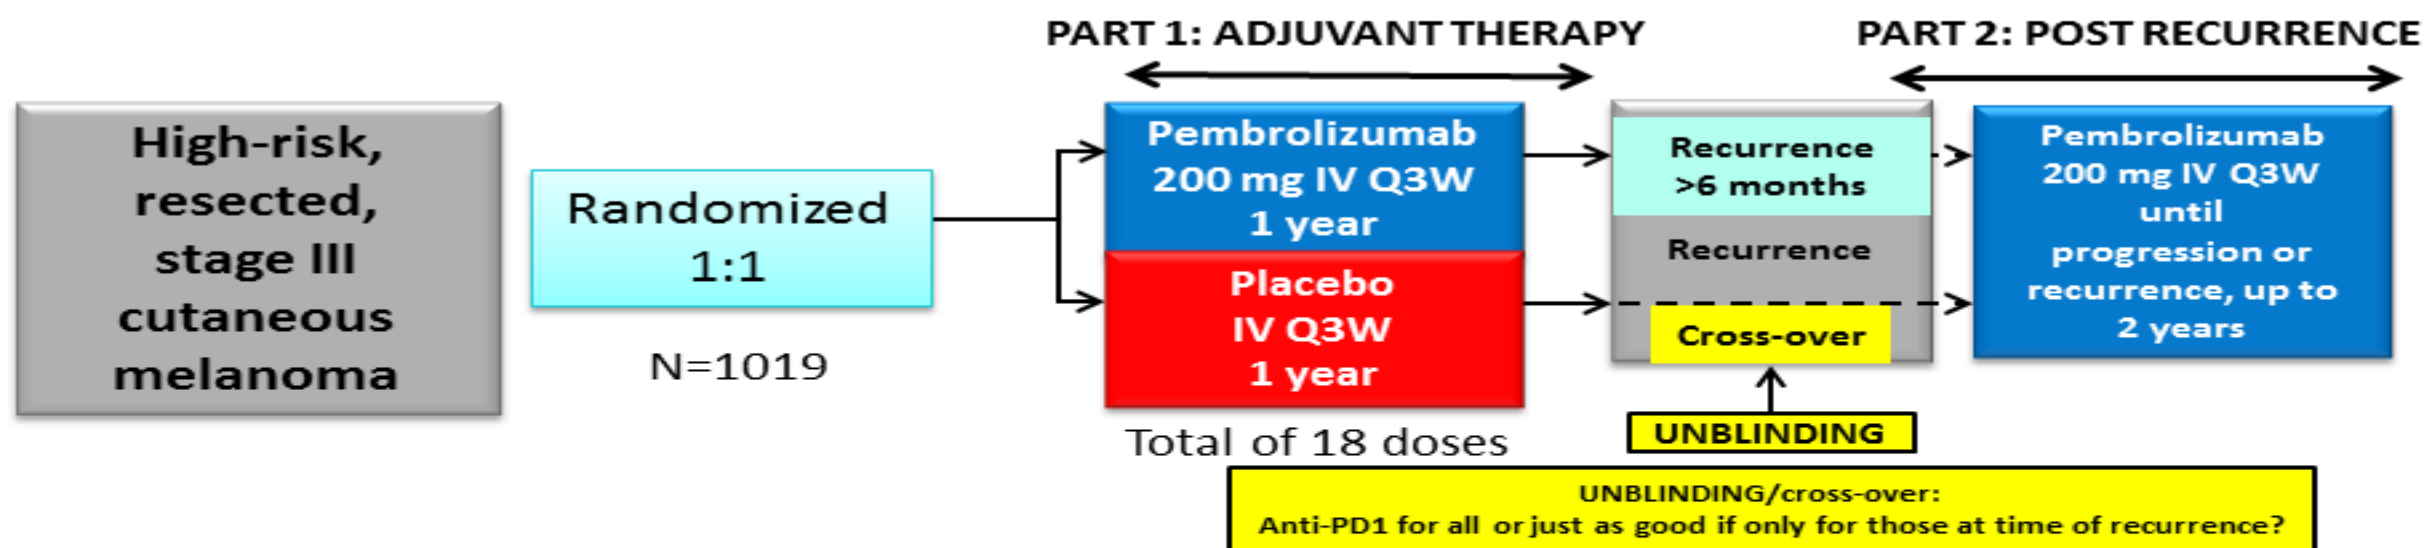 PART 1: ADJUVANT THERAPY
PART 2: POST RECURRENCE
High-risk,
resected,
stage III
cutaneous
melanoma
Randomized
1:1
N=1019
Pembrolizumab
200 mg IV Q3W
1 year
Placebo
IV Q3W
1 year
Total of 18 doses
Recurrence
>6 months
Recurrence
Cross-over
UNBLINDING
Pembrolizumab
200 mg IV Q3W
until
progression or
recurrence, up to
2 years
UNBLINDING/cross-over:
Anti-PD1 for all or just as good if only for those at time of recurrence?